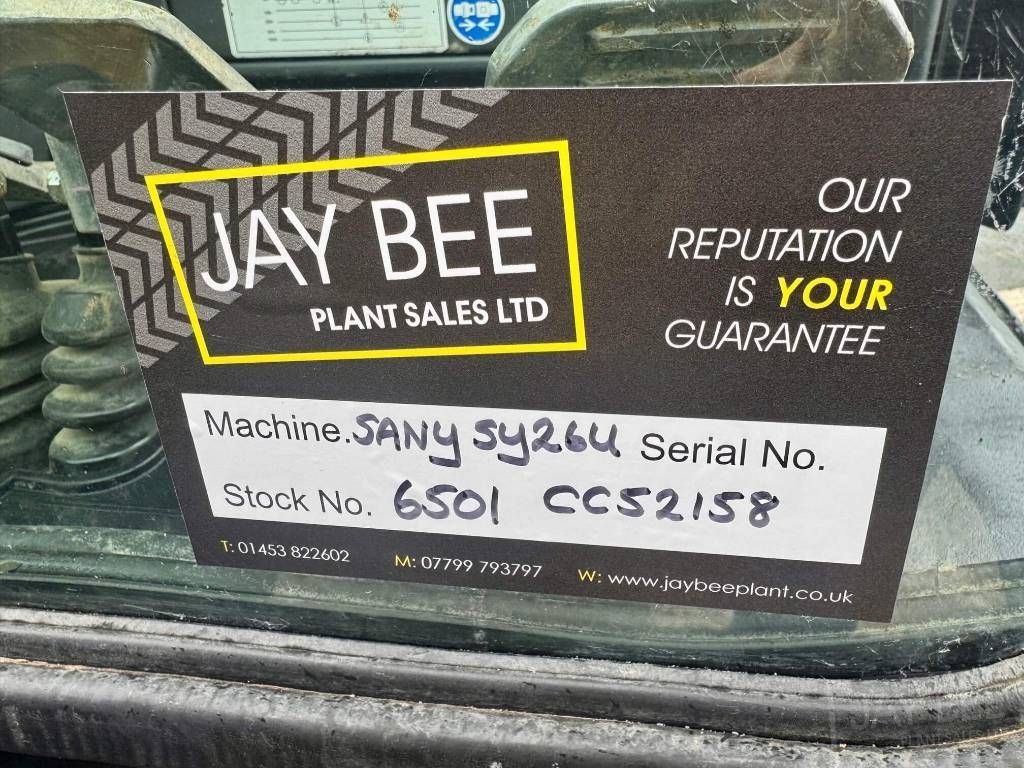 JAY BEE
PLANT SALES LTD
OUR
REPUTATION
IS YOUR
GUARANTEE
Machine. SANY SY26U Serial No.
Stock No. 6501 CC52158
T: 01453 822602 M: 07799 793797 W: www.jaybeeplant.co.uk